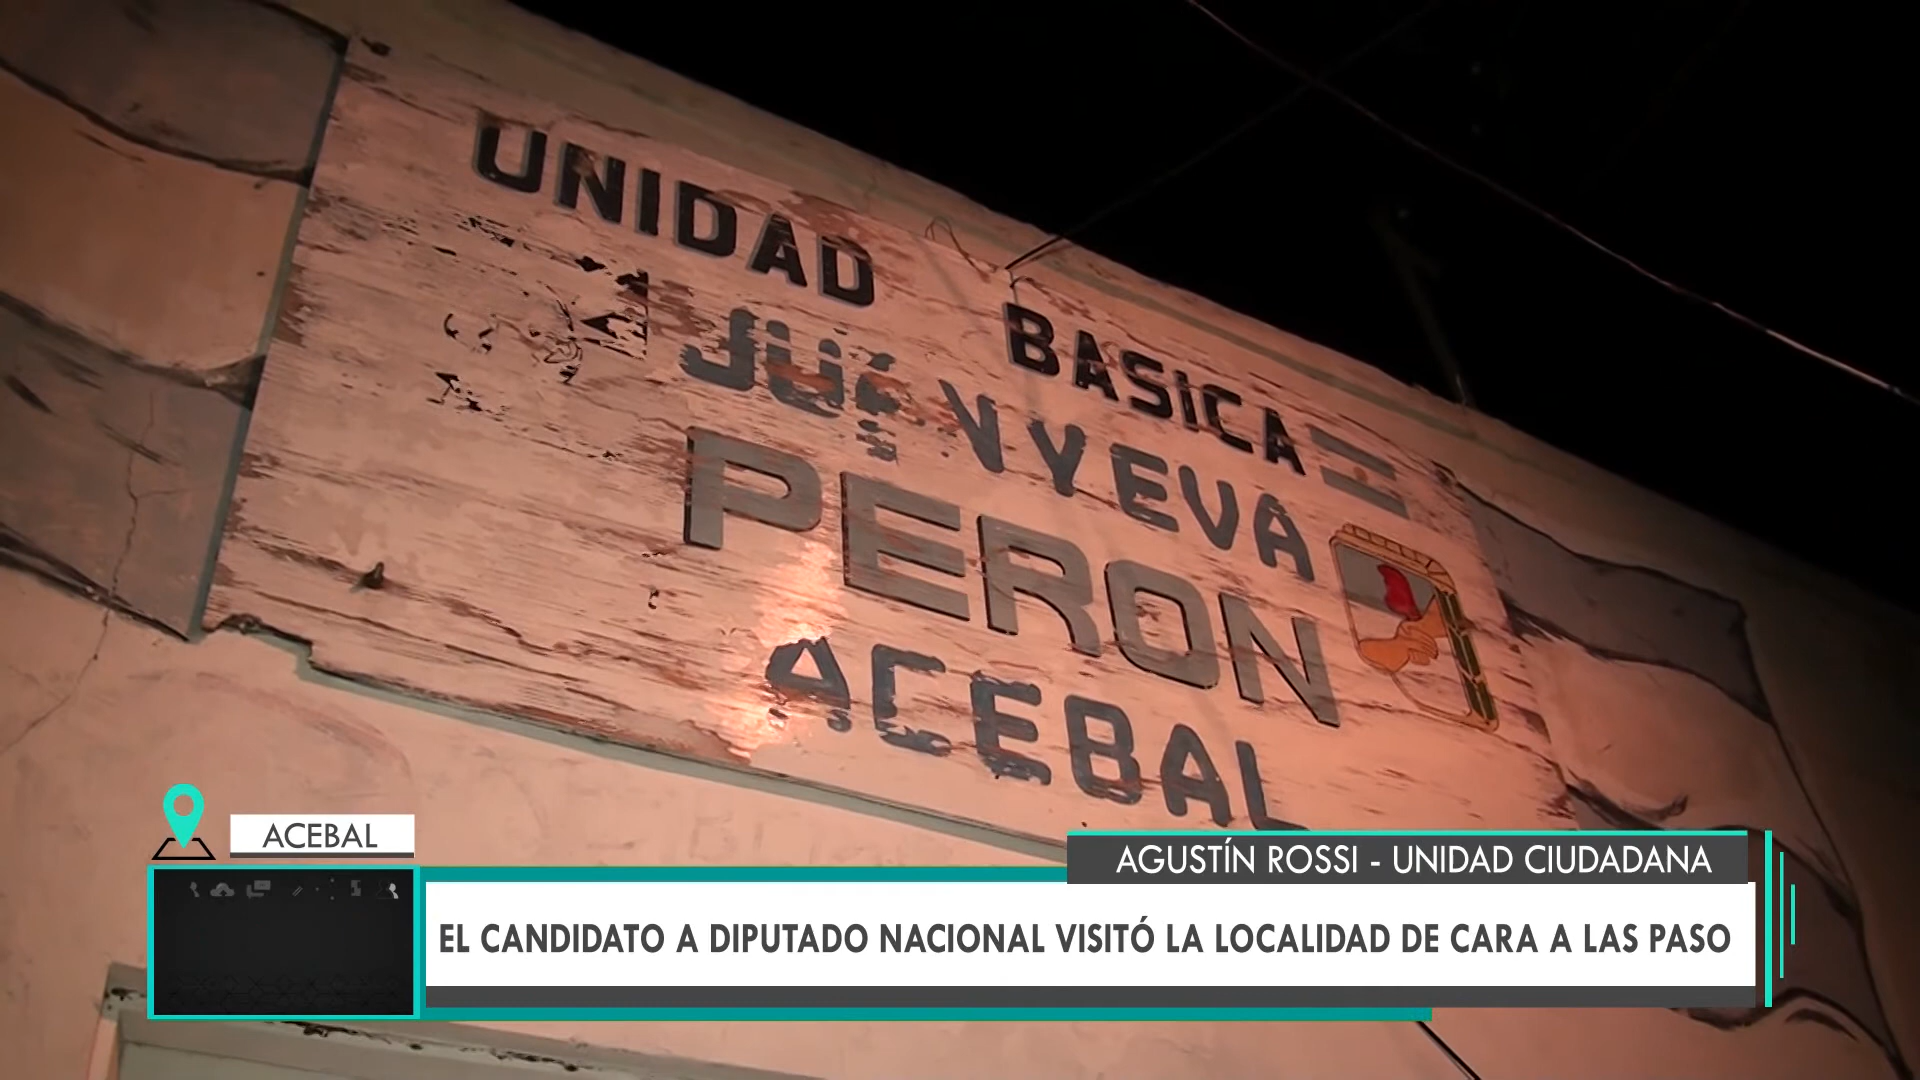 UNIDAD BASICA
JUAN Y EVA
PERON
ACEBAL
ACEBAL
AGUSTÍN ROSSI - UNIDAD CIUDADANA
EL CANDIDATO A DIPUTADO NACIONAL VISITÓ LA LOCALIDAD DE CARA A LAS PASO